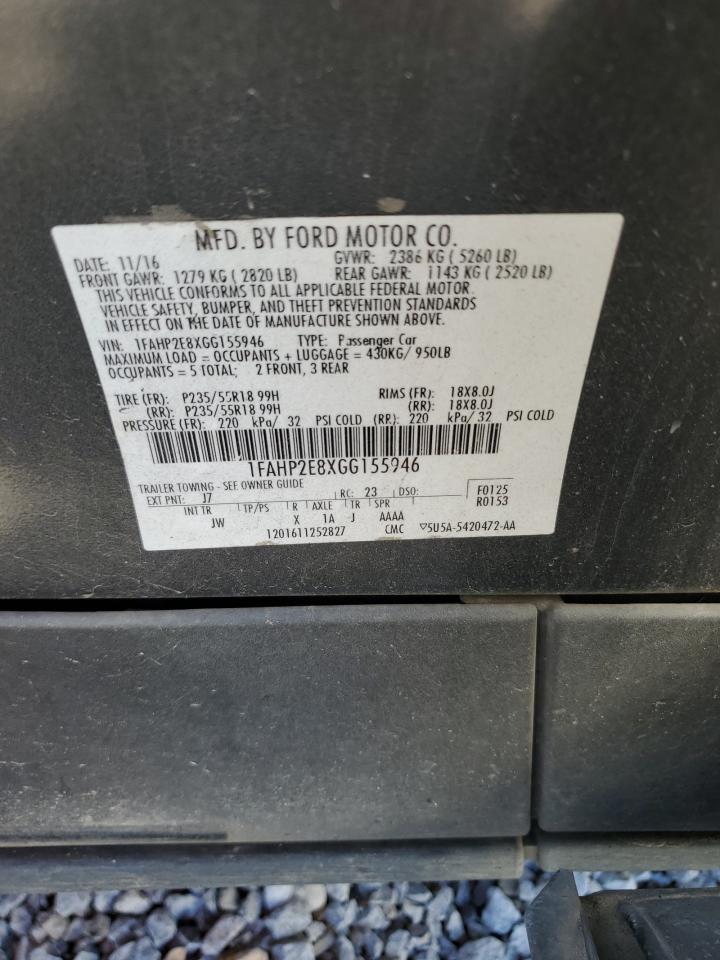 MFD. BY FORD MOTOR CO.
DATE: 11/16 GVWR: 2386 KG ( 5260 LB)
FRONT GAWR: 1279 KG ( 2820 LB) REAR GAWR: 1143 KG ( 2520 LB)
THIS VEHICLE CONFORMS TO ALL APPLICABLE FEDERAL MOTOR
VEHICLE SAFETY, BUMPER, AND THEFT PREVENTION STANDARDS
IN EFFECT ON THE DATE OF MANUFACTURE SHOWN ABOVE.
VIN: 1FAHP2E8XGG155946 TYPE: Passenger Car
MAXIMUM LOAD = OCCUPANTS + LUGGAGE = 430KG/ 950LB
OCCUPANTS = 5 TOTAL; 2 FRONT, 3 REAR
TIRE (FR): P235/55R18 99H RIMS (FR): 18X8.0J
(RR): P235/55R18 99H (RR): 18X8.0J
PRESSURE (FR): 220 kPa/ 32 PSI COLD (RR): 220 kPa/ 32 PSI COLD
1FAHP2E8XGG155946
TRAILER TOWING - SEE OWNER GUIDE
EXT PNT: J7 RC: 23 DSO: F0125
R0153
INT TR TP/PS R AXLE TR SPR
JW X 1A J AAAA
1201611252827 CMC ▽5U5A-5420472-AA